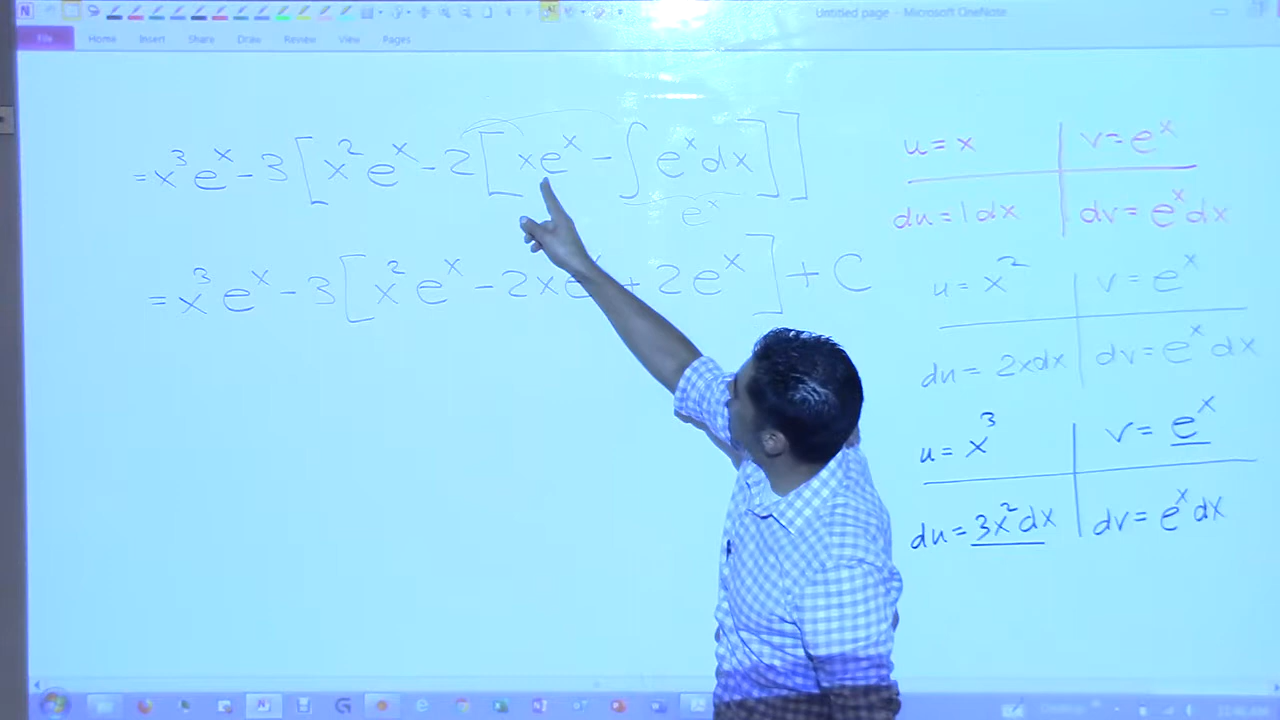 Untitled page - Microsoft OneNote
File Home Insert Share Draw Review View Pages
= x³eˣ - 3[x²eˣ - 2[xeˣ - ∫eˣdx]]
eˣ
= x³eˣ - 3[x²eˣ - 2xeˣ + 2eˣ] + C
u = x v = eˣ
du = 1dx dv = eˣdx
u = x² v = eˣ
du = 2xdx dv = eˣdx
u = x³ v = eˣ
du = 3x²dx dv = eˣdx